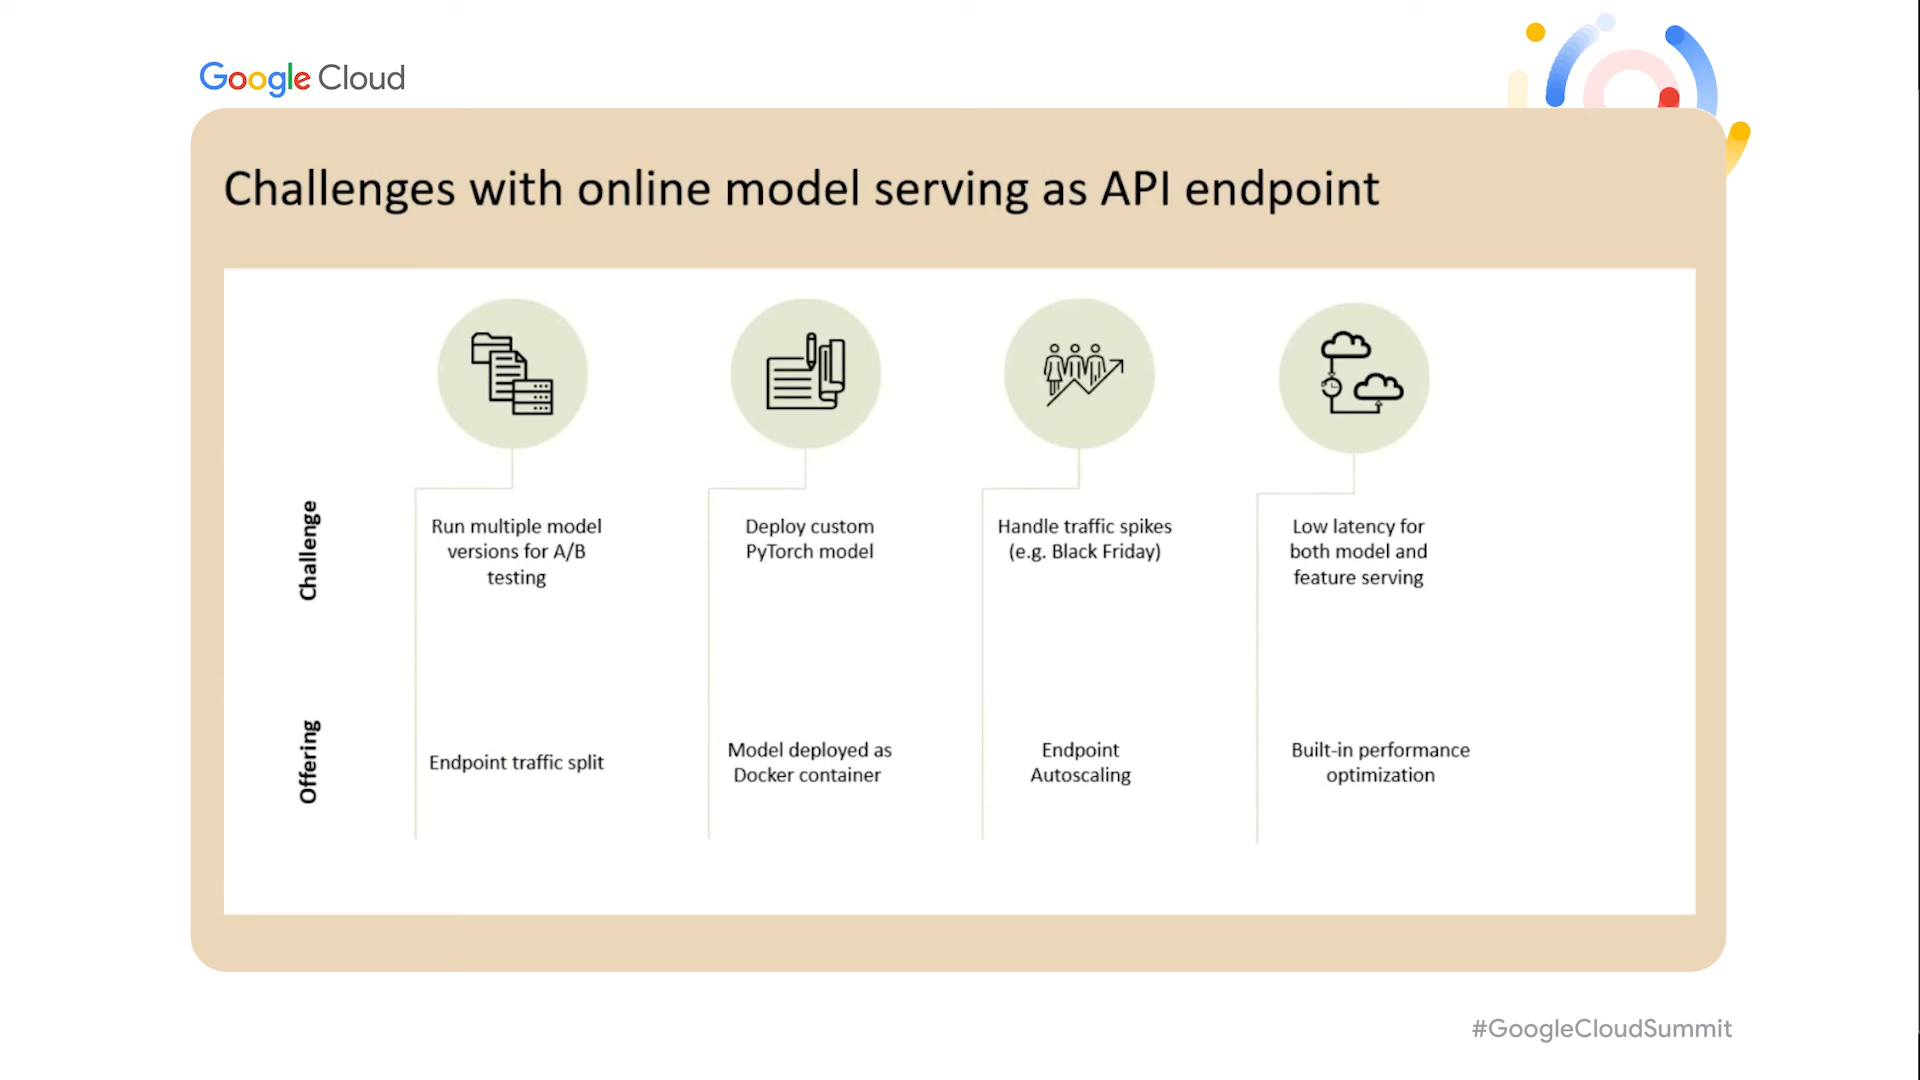 Google Cloud
Challenges with online model serving as API endpoint
Challenge
Run multiple model
versions for A/B
testing
Deploy custom
PyTorch model
Handle traffic spikes
(e.g. Black Friday)
Low latency for
both model and
feature serving
Offering
Endpoint traffic split
Model deployed as
Docker container
Endpoint
Autoscaling
Built-in performance
optimization
#GoogleCloudSummit